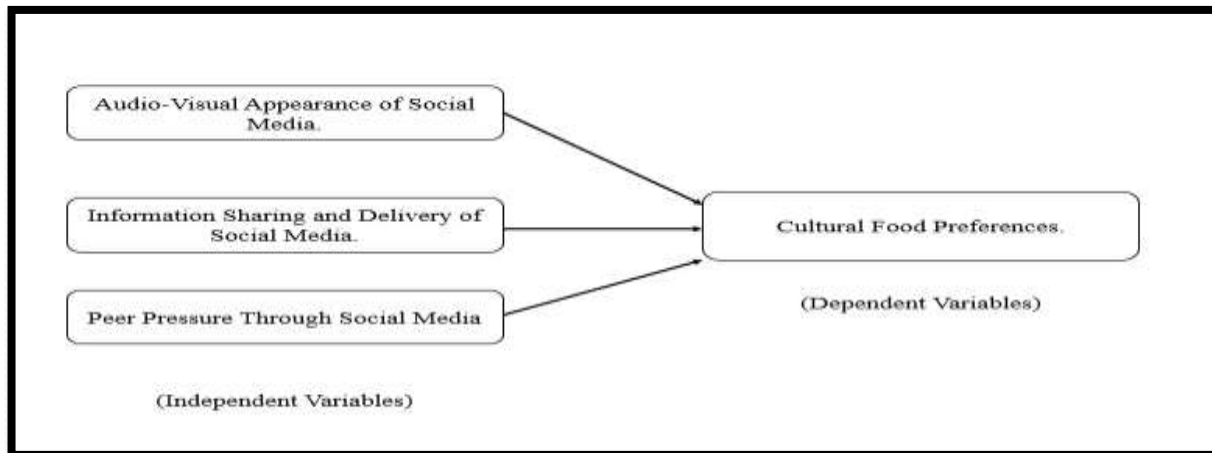 Audio-Visual Appearance of Social
Media.
Information Sharing and Delivery of
Social Media.
Cultural Food Preferences.
Peer Pressure Through Social Media
(Dependent Variables)
(Independent Variables)